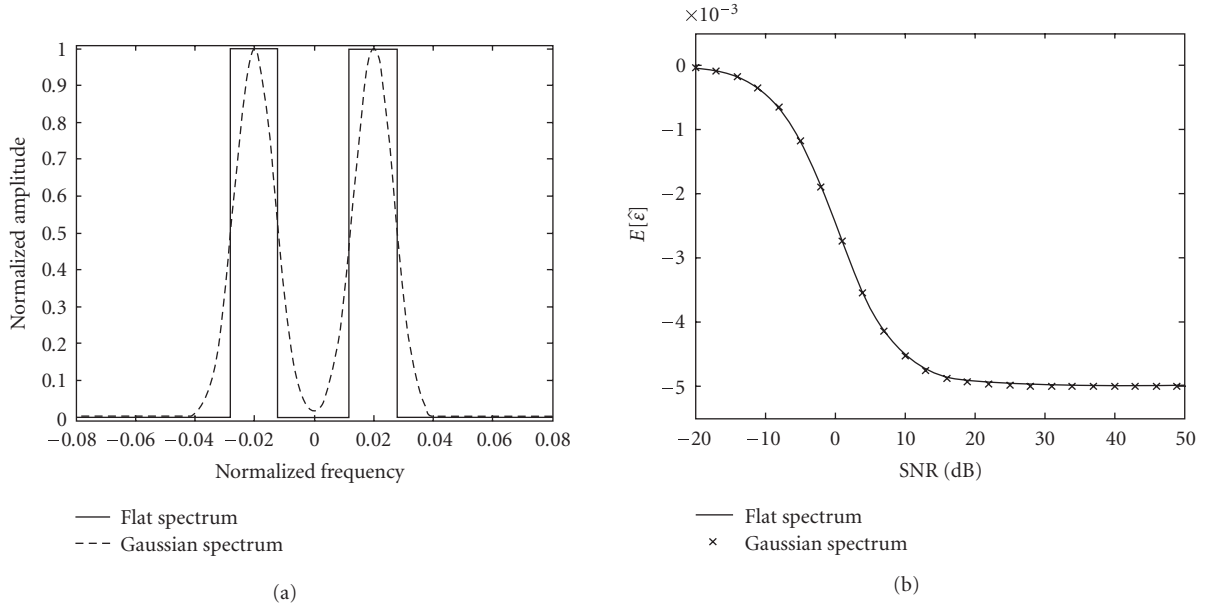 1
0.9
0.8
0.7
0.6
0.5
0.4
0.3
0.2
0.1
0
Normalized amplitude
−0.08 −0.06 −0.04 −0.02 0 0.02 0.04 0.06 0.08
Normalized frequency
Flat spectrum
Gaussian spectrum
(a)
×10−3
0
−1
−2
−3
−4
−5
E[ε̂]
−20 −10 0 10 20 30 40 50
SNR (dB)
Flat spectrum
Gaussian spectrum
(b)